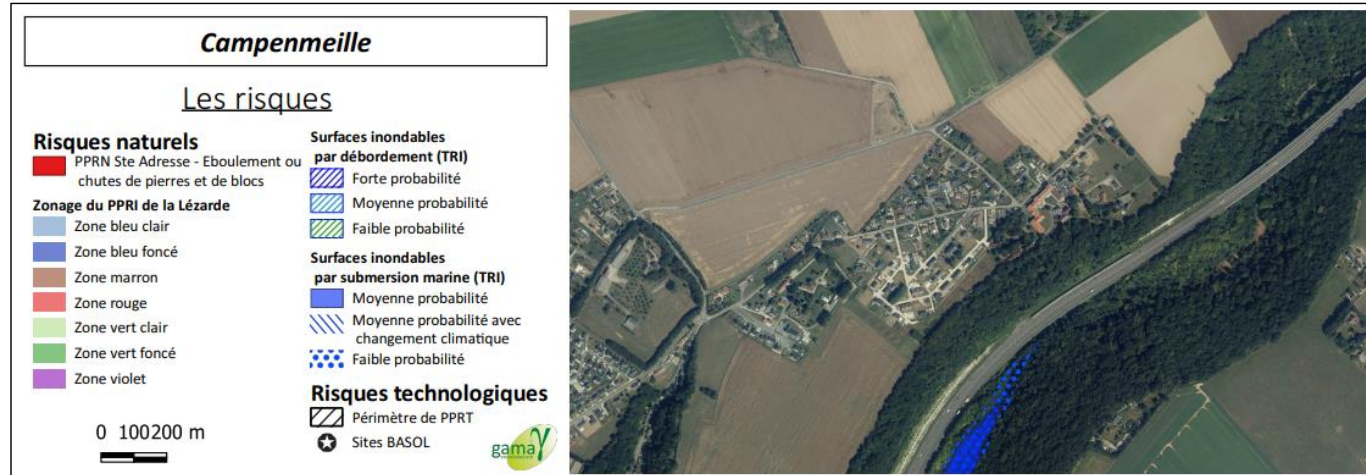 Campenmeille
Les risques
Risques naturels
PPRN Ste Adresse - Eboulement ou
chutes de pierres et de blocs
Zonage du PPRI de la Lézarde
Zone bleu clair
Zone bleu foncé
Zone marron
Zone rouge
Zone vert clair
Zone vert foncé
Zone violet
0 100200 m
Surfaces inondables
par débordement (TRI)
Forte probabilité
Moyenne probabilité
Faible probabilité
Surfaces inondables
par submersion marine (TRI)
Moyenne probabilité
Moyenne probabilité avec
changement climatique
Faible probabilité
Risques technologiques
Périmètre de PPRT
Sites BASOL
gama